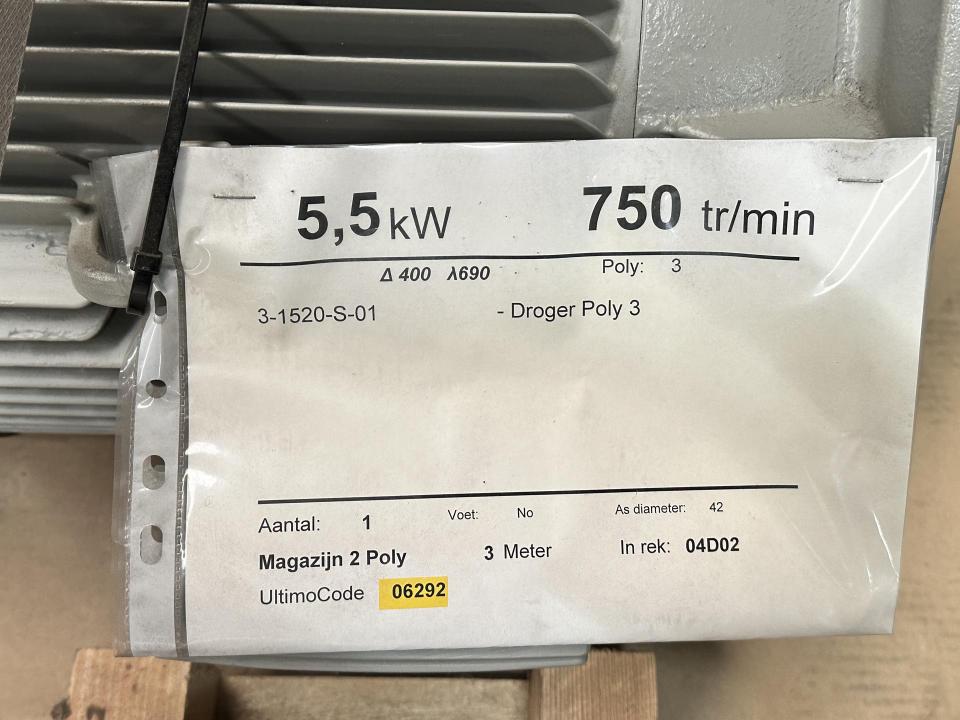 5,5 kW 750 tr/min
Δ 400 λ690 Poly: 3
3-1520-S-01 - Droger Poly 3
Aantal: 1 Voet: No As diameter: 42
Magazijn 2 Poly 3 Meter In rek: 04D02
UltimoCode 06292